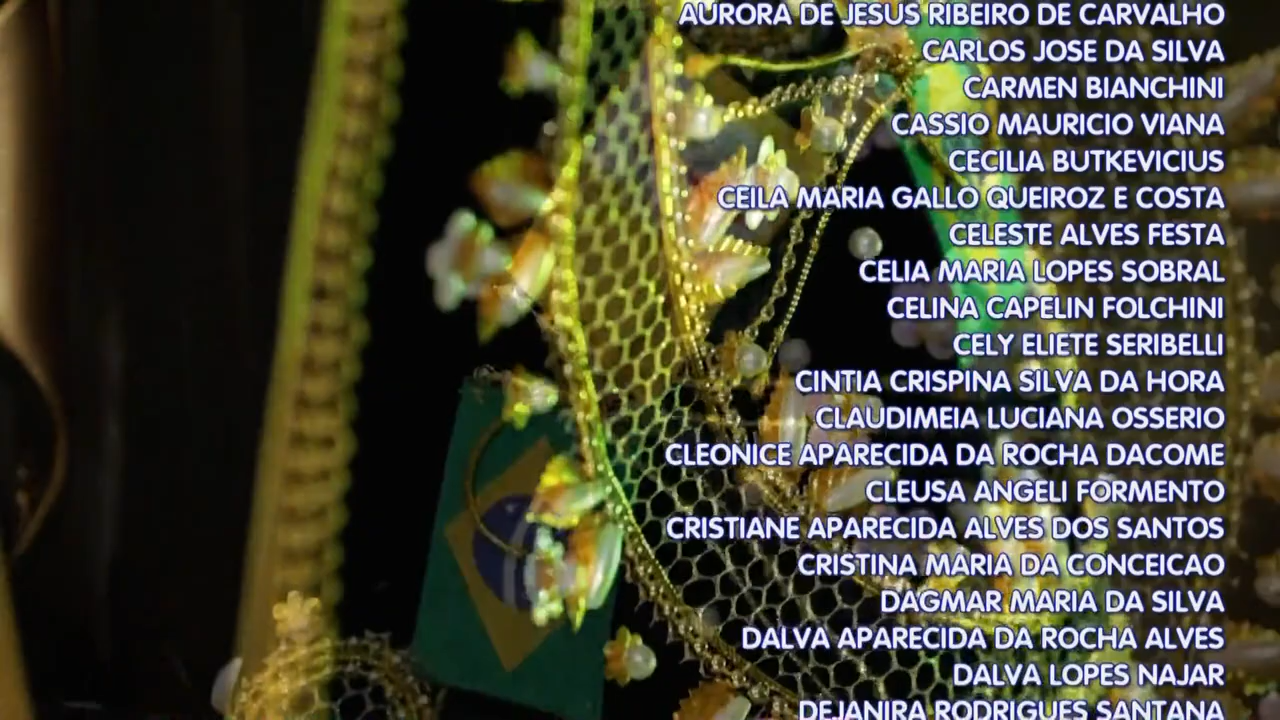 AURORA DE JESUS RIBEIRO DE CARVALHO
CARLOS JOSE DA SILVA
CARMEN BIANCHINI
CASSIO MAURICIO VIANA
CECILIA BUTKEVICIUS
CEILA MARIA GALLO QUEIROZ E COSTA
CELESTE ALVES FESTA
CELIA MARIA LOPES SOBRAL
CELINA CAPELIN FOLCHINI
CELY ELIETE SERIBELLI
CINTIA CRISPINA SILVA DA HORA
CLAUDIMEIA LUCIANA OSSERIO
CLEONICE APARECIDA DA ROCHA DACOME
CLEUSA ANGELI FORMENTO
CRISTIANE APARECIDA ALVES DOS SANTOS
CRISTINA MARIA DA CONCEICAO
DAGMAR MARIA DA SILVA
DALVA APARECIDA DA ROCHA ALVES
DALVA LOPES NAJAR
DEJANIRA RODRIGUES SANTANA